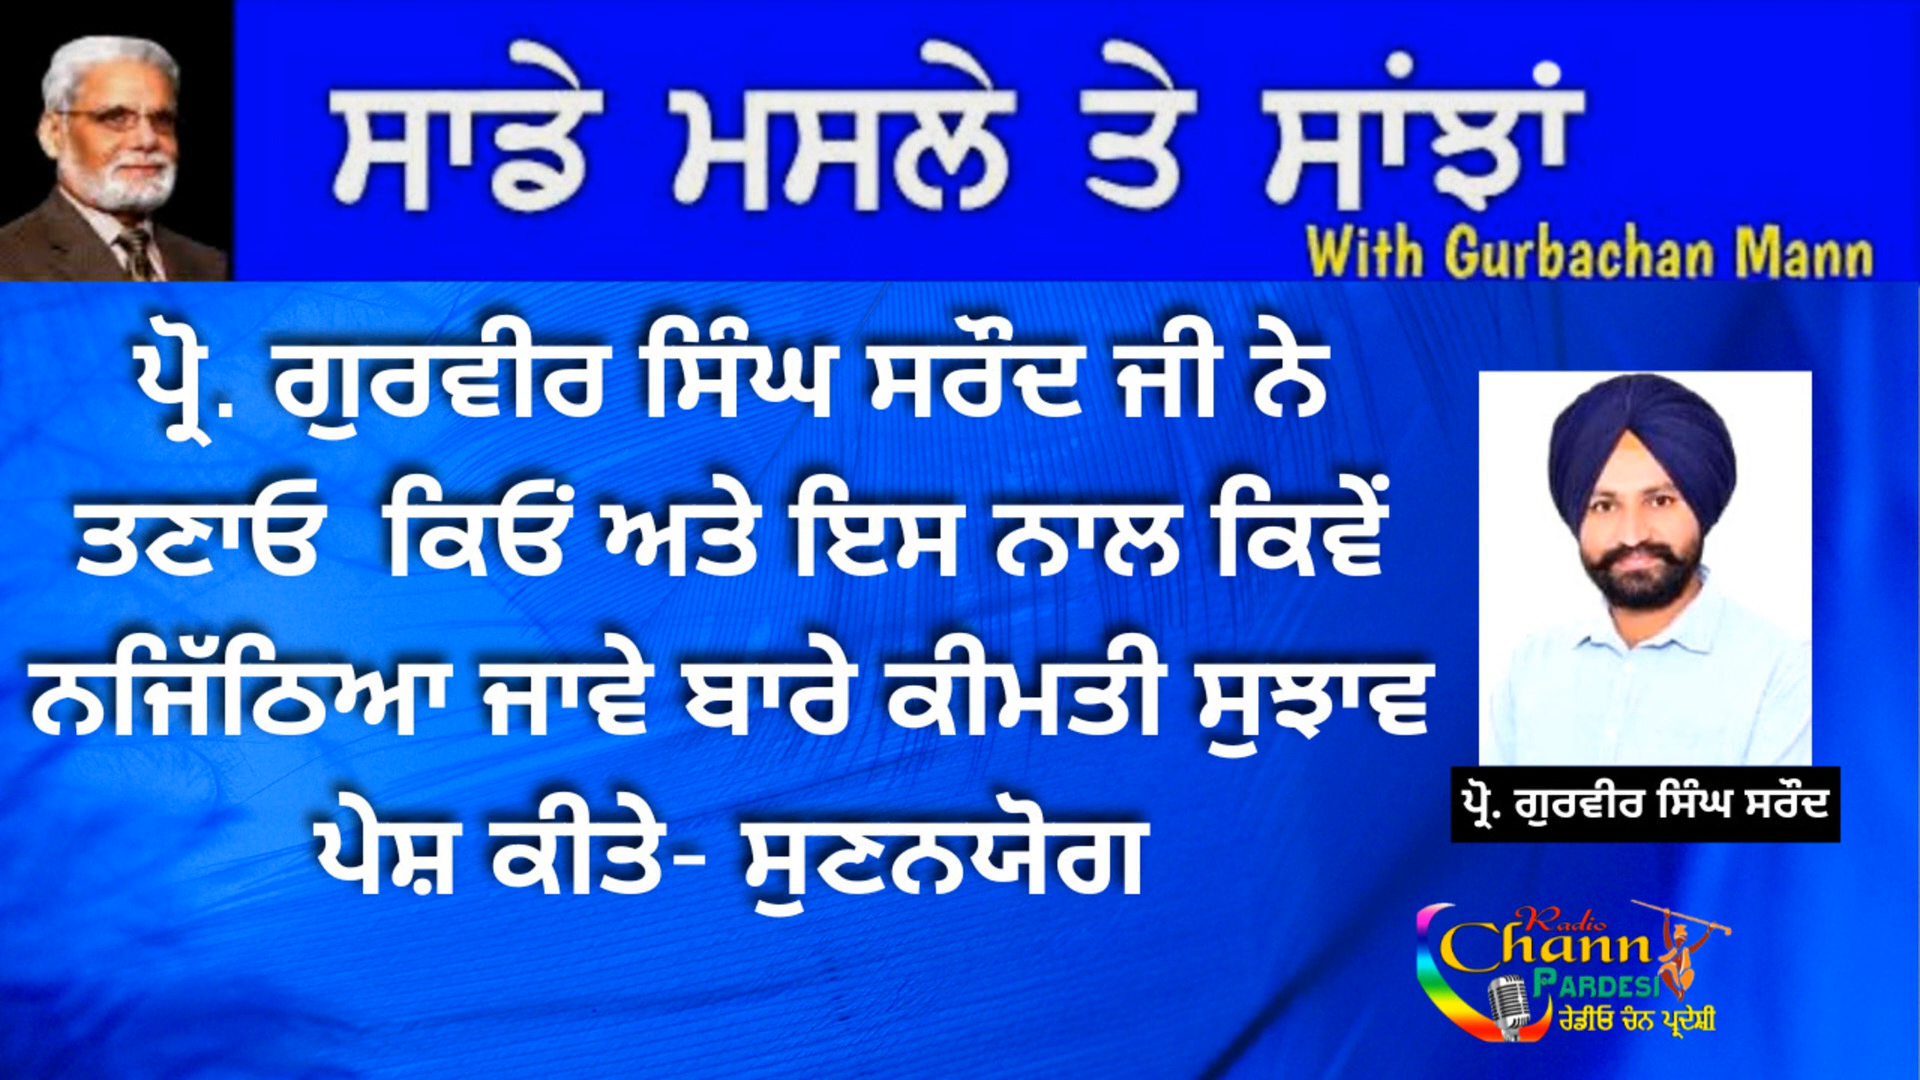 ਸਾਡੇ ਮਸਲੇ ਤੇ ਸਾਂਝਾਂ
With Gurbachan Mann
ਪ੍ਰੋ. ਗੁਰਵੀਰ ਸਿੰਘ ਸਰੌਦ ਜੀ ਨੇ
ਤਣਾਓ ਕਿਓਂ ਅਤੇ ਇਸ ਨਾਲ ਕਿਵੇਂ
ਨਜਿੱਠਿਆ ਜਾਵੇ ਬਾਰੇ ਕੀਮਤੀ ਸੁਝਾਵ
ਪੇਸ਼ ਕੀਤੇ- ਸੁਣਨਯੋਗ
ਪ੍ਰੋ. ਗੁਰਵੀਰ ਸਿੰਘ ਸਰੌਦ
Radio
Chann
PARDESI
ਰੇਡੀਓ ਚੰਨ ਪ੍ਰਦੇਸੀ